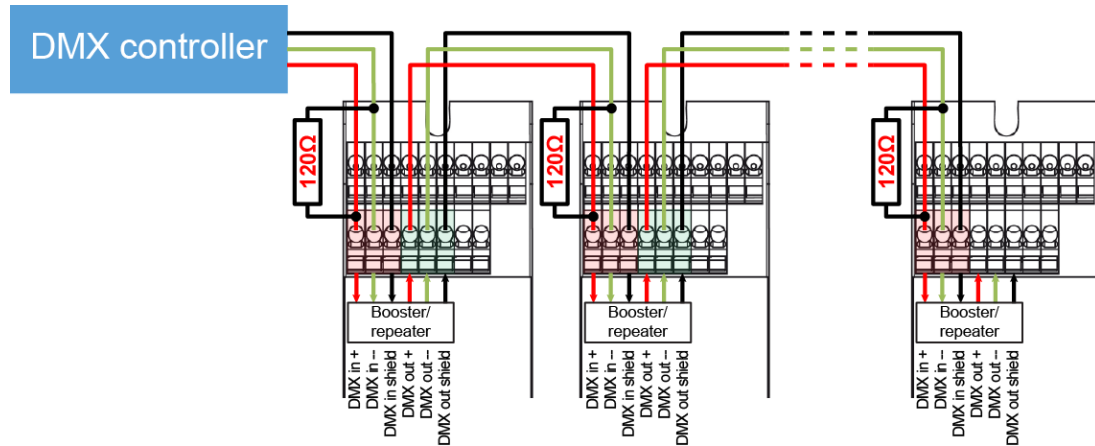 DMX controller
120Ω
120Ω
120Ω
Booster/
repeater
Booster/
repeater
Booster/
repeater
DMX in +
DMX in --
DMX in shield
DMX out +
DMX out --
DMX out shield
DMX in +
DMX in --
DMX in shield
DMX out +
DMX out --
DMX out shield
DMX in +
DMX in --
DMX in shield
DMX out +
DMX out --
DMX out shield